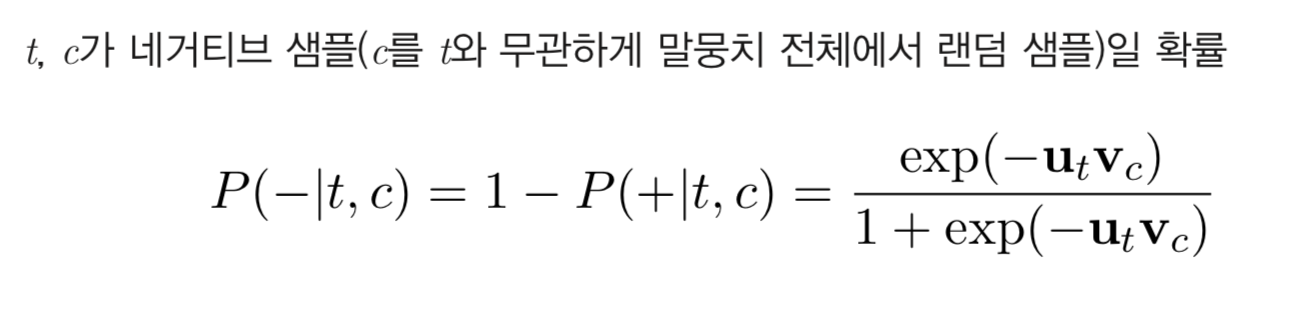 t, c가 네거티브 샘플(c를 t와 무관하게 말뭉치 전체에서 랜덤 샘플)일 확률
P(−|t, c) = 1 − P(+|t, c) = exp(−u_t v_c) / 1 + exp(−u_t v_c)